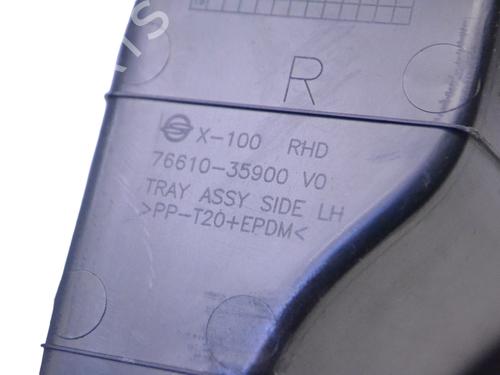 R
X-100 RHD
76610-35900 V0
TRAY ASSY SIDE LH
>PP-T20+EPDM<